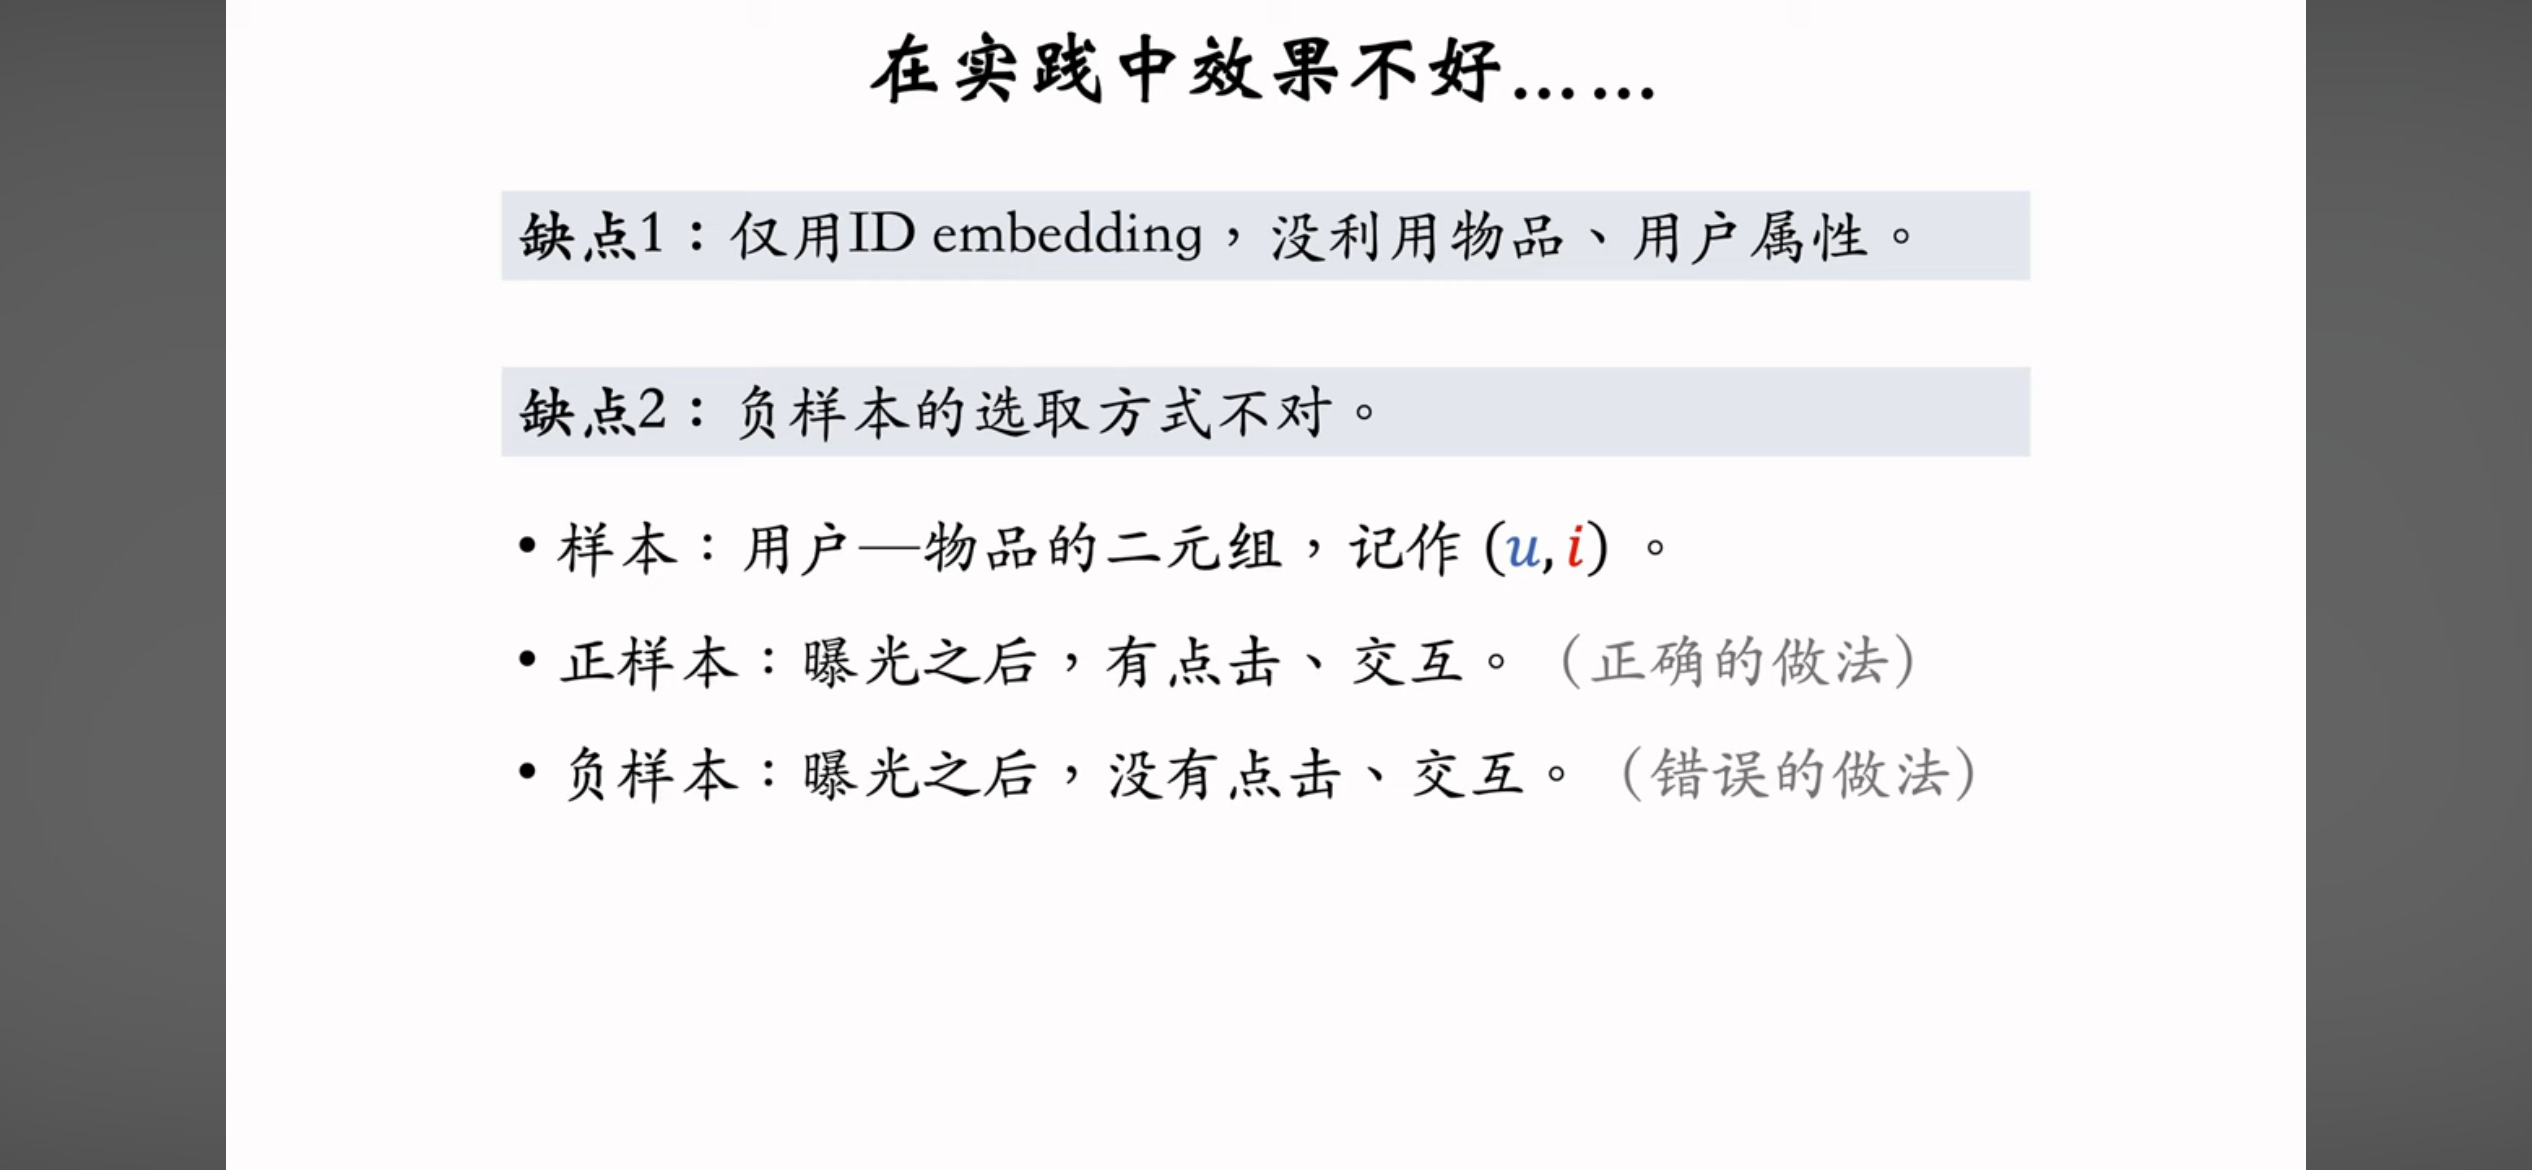 在实践中效果不好……
缺点1：仅用ID embedding，没利用物品、用户属性。
缺点2：负样本的选取方式不对。
• 样本：用户—物品的二元组，记作 (u, i) 。
• 正样本：曝光之后，有点击、交互。（正确的做法）
• 负样本：曝光之后，没有点击、交互。（错误的做法）